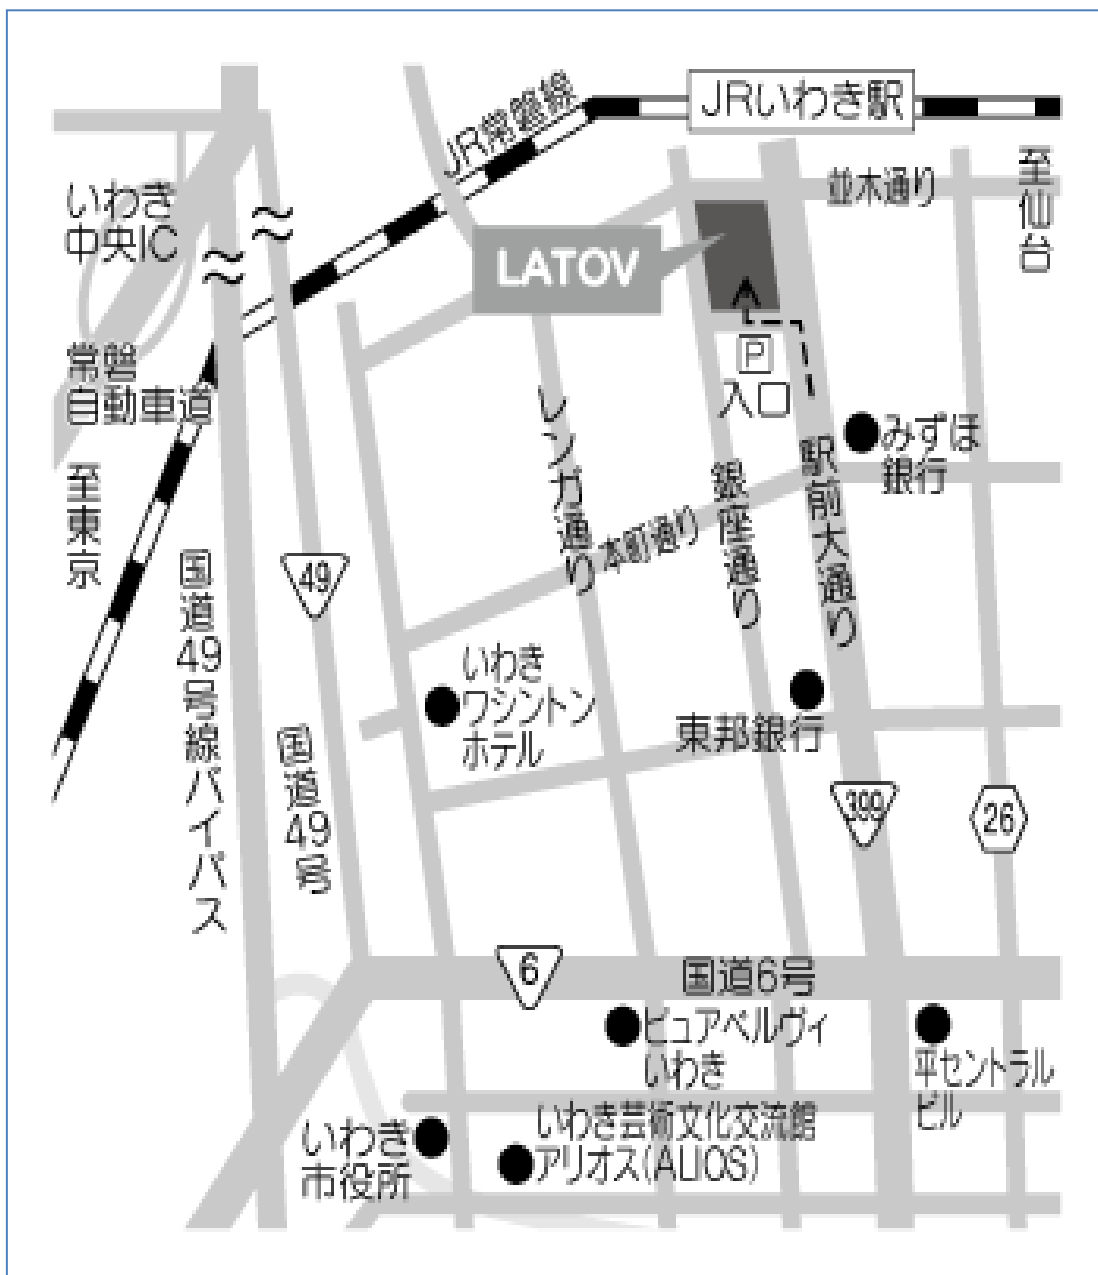 JRいわき駅
JR常磐線
並木通り
至仙台
いわき
中央IC
LATOV
常磐
自動車道
P
入口
みずほ
銀行
至東京
レンガ通り
銀座通り
駅前大通り
本町通り
国道49号線バイパス
49
国道49号
いわき
ワシントン
ホテル
東邦銀行
399
26
6
国道6号
ピュアベルヴィ
いわき
平セントラル
ビル
いわき
市役所
いわき芸術文化交流館
アリオス(ALIOS)